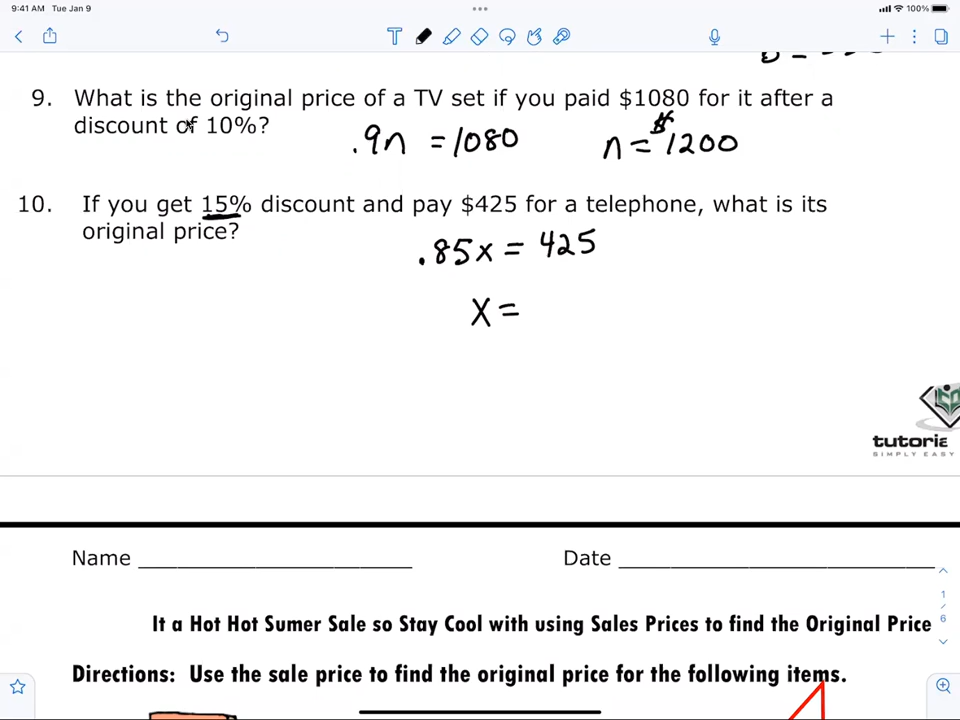 9:41 AM Tue Jan 9
100%
9. What is the original price of a TV set if you paid $1080 for it after a
discount of 10%?
.9n = 1080 n = $1200
10. If you get 15% discount and pay $425 for a telephone, what is its
original price?
.85x = 425
x =
tutoria
SIMPLY EASY
Name Date
1
/
6
It a Hot Hot Sumer Sale so Stay Cool with using Sales Prices to find the Original Price
Directions: Use the sale price to find the original price for the following items.